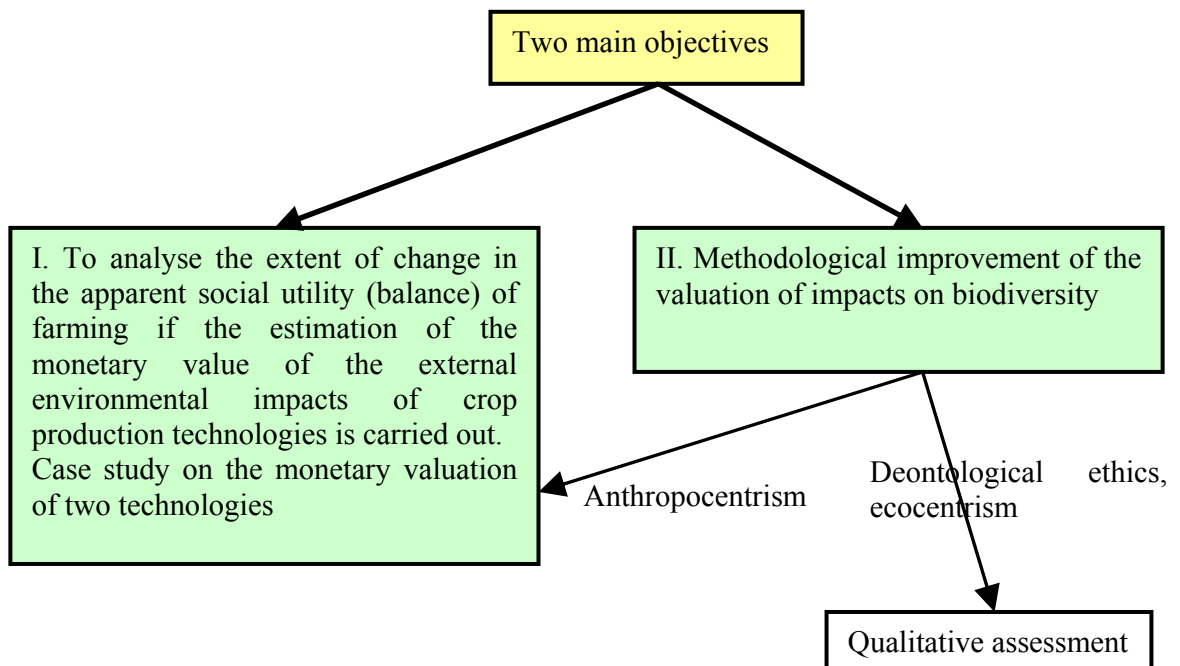 Two main objectives
I. To analyse the extent of change in
the apparent social utility (balance) of
farming if the estimation of the
monetary value of the external
environmental impacts of crop
production technologies is carried out.
Case study on the monetary valuation
of two technologies
II. Methodological improvement of the
valuation of impacts on biodiversity
Anthropocentrism
Deontological ethics,
ecocentrism
Qualitative assessment